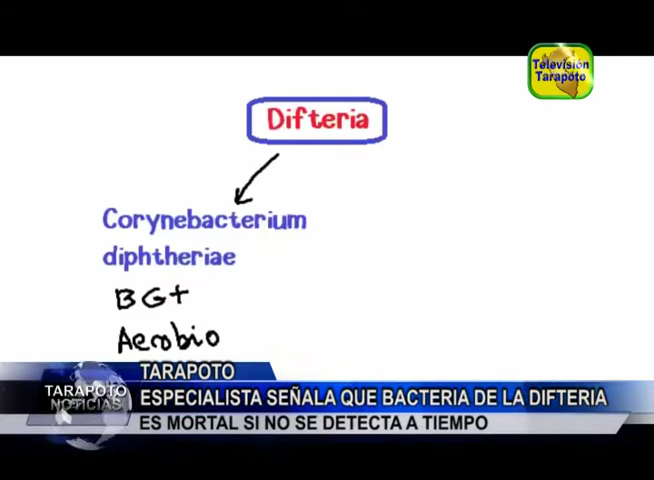 Televisión
Tarapoto
Difteria
Corynebacterium
diphtheriae
BG+
Aerobio
TARAPOTO
TARAPOTO
NOTICIAS
ESPECIALISTA SEÑALA QUE BACTERIA DE LA DIFTERIA
ES MORTAL SI NO SE DETECTA A TIEMPO